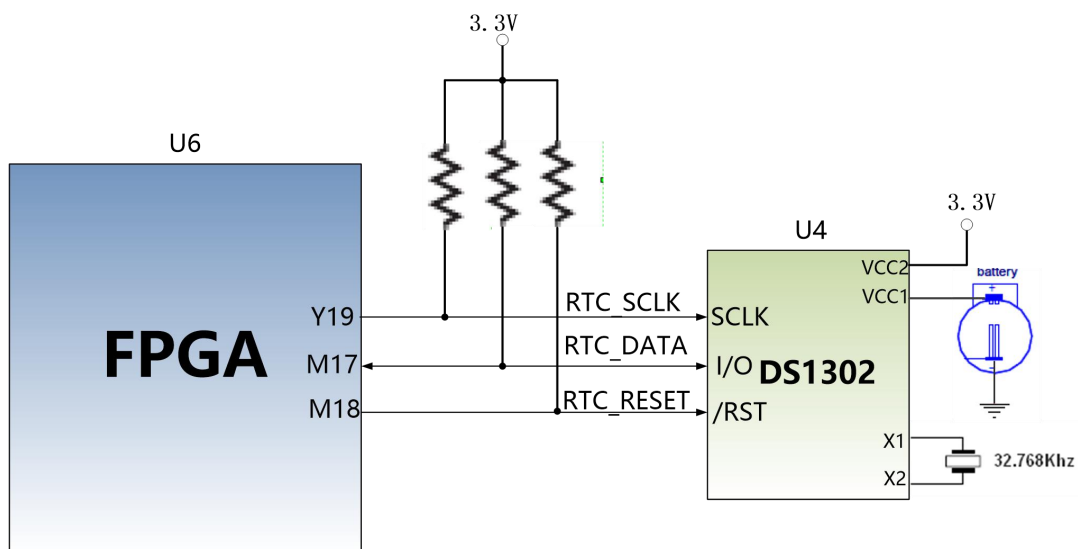 3.3V
U6
3.3V
U4
VCC2
battery
+
VCC1
Y19
RTC_SCLK
SCLK
FPGA
M17
RTC_DATA
I/O
DS1302
-
M18
RTC_RESET
/RST
X1
32.768Khz
X2